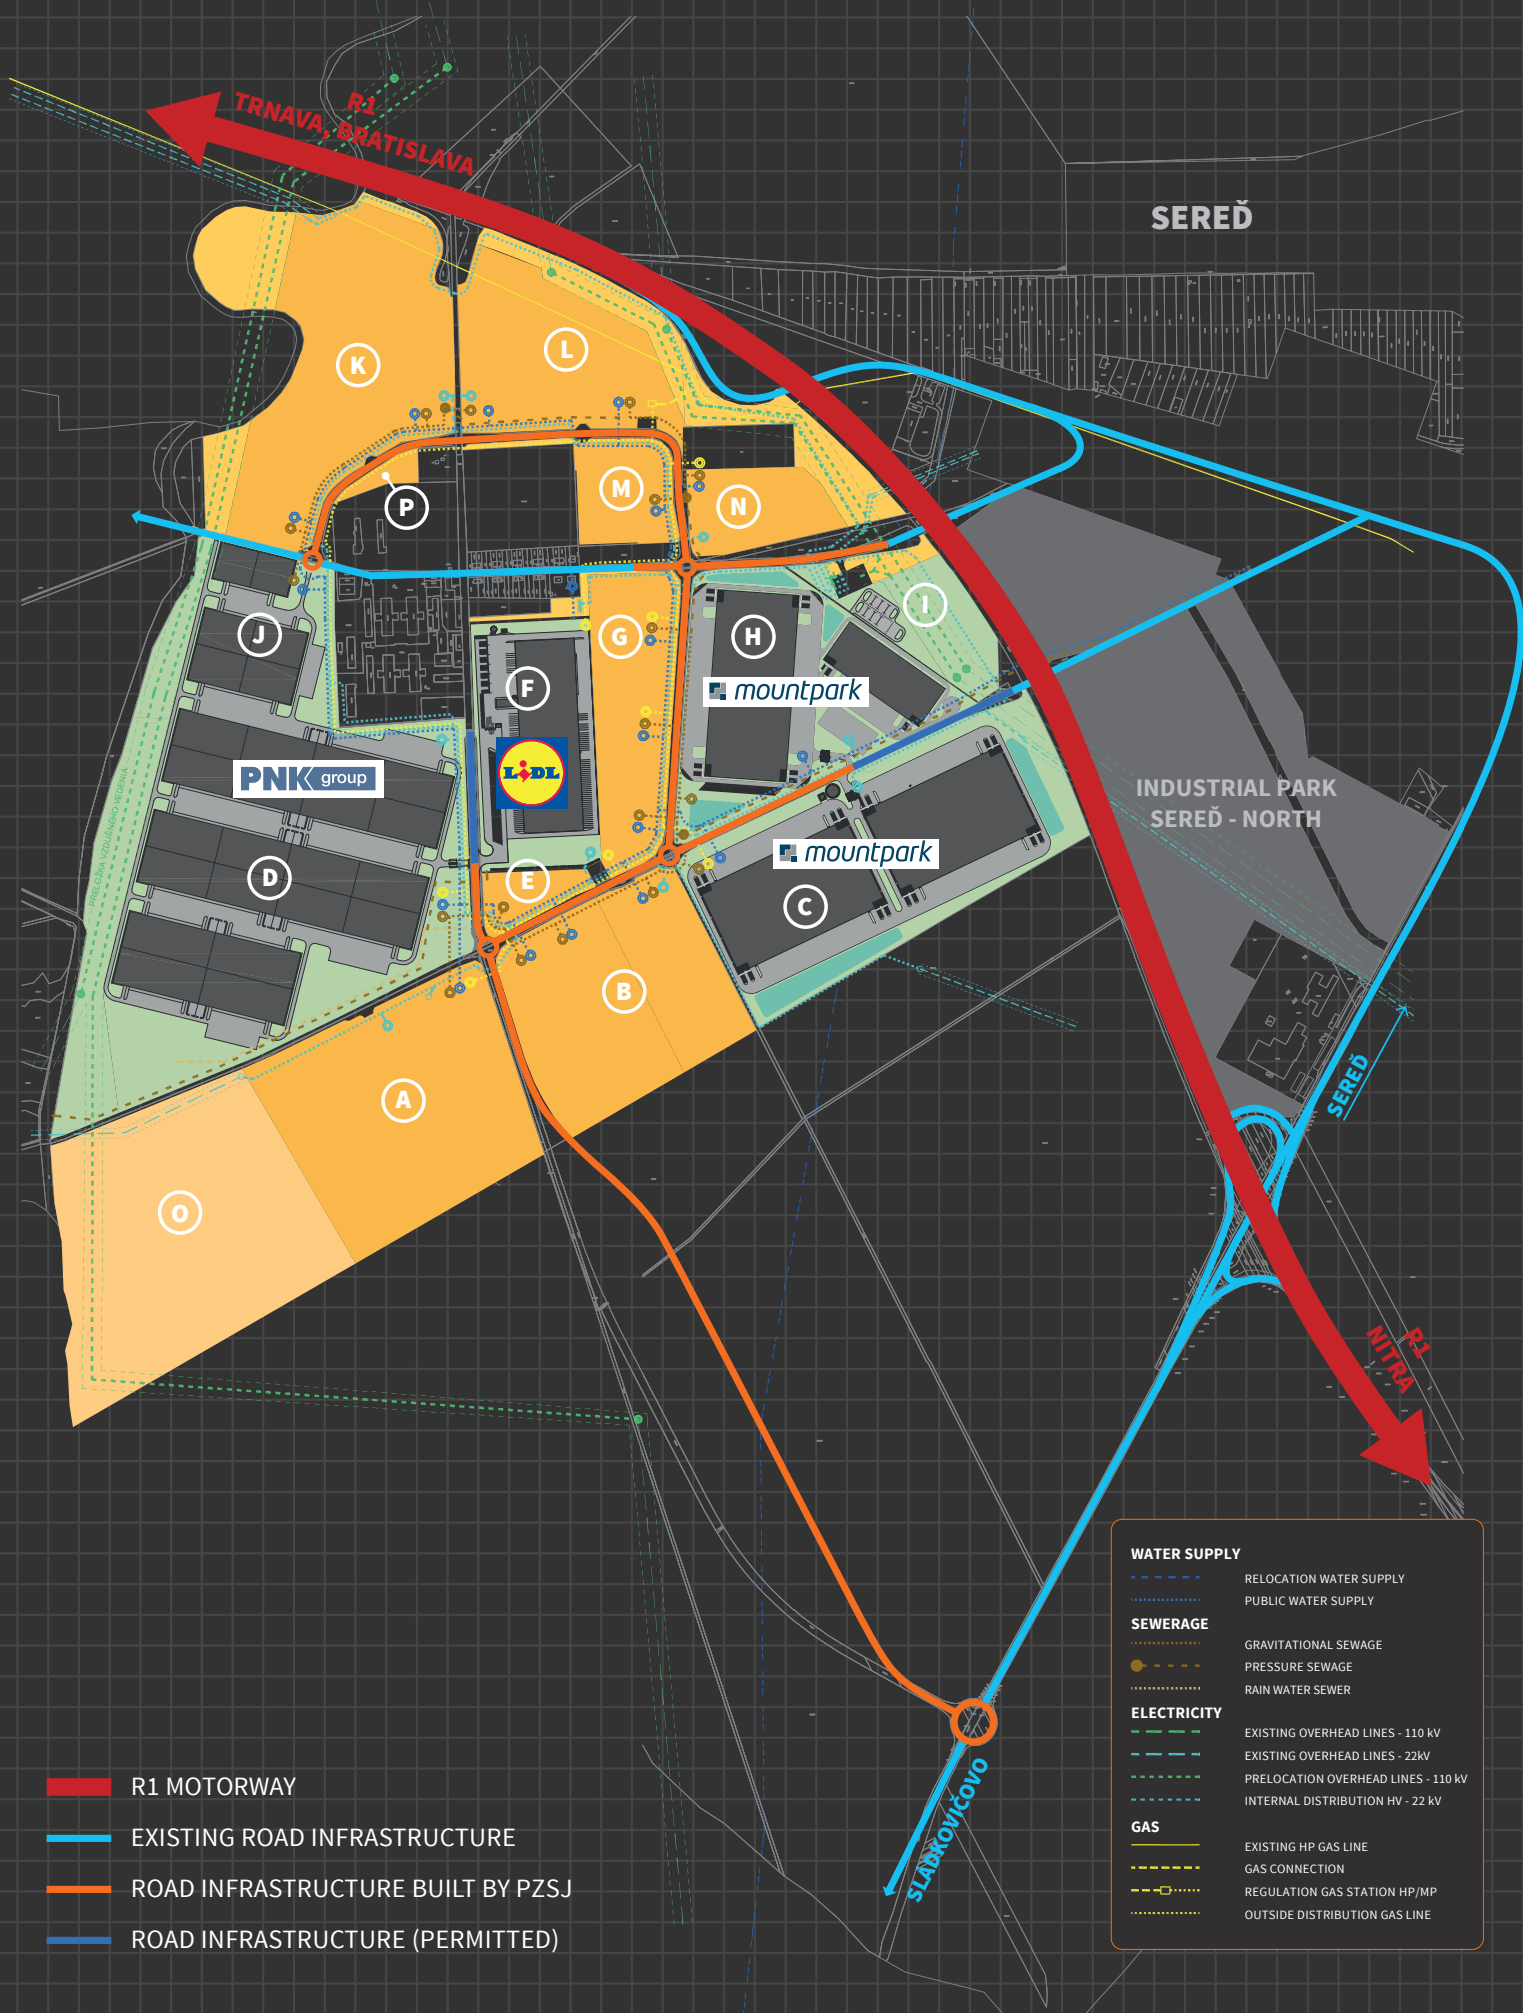 R1
TRNAVA, BRATISLAVA
SEREĎ
K
L
P
M
N
J
G
H
I
F
mountpark
PNK group
LIDL
INDUSTRIAL PARK
SEREĎ - NORTH
mountpark
D
E
C
PRELOŽKA VZDUŠNÉHO VEDENIA
B
A
SEREĎ
O
R1
NITRA
SLADKOVIČOVO
WATER SUPPLY
RELOCATION WATER SUPPLY
PUBLIC WATER SUPPLY
SEWERAGE
GRAVITATIONAL SEWAGE
PRESSURE SEWAGE
RAIN WATER SEWER
ELECTRICITY
EXISTING OVERHEAD LINES - 110 kV
EXISTING OVERHEAD LINES - 22kV
PRELOCATION OVERHEAD LINES - 110 kV
INTERNAL DISTRIBUTION HV - 22 kV
GAS
EXISTING HP GAS LINE
GAS CONNECTION
REGULATION GAS STATION HP/MP
OUTSIDE DISTRIBUTION GAS LINE
R1 MOTORWAY
EXISTING ROAD INFRASTRUCTURE
ROAD INFRASTRUCTURE BUILT BY PZSJ
ROAD INFRASTRUCTURE (PERMITTED)